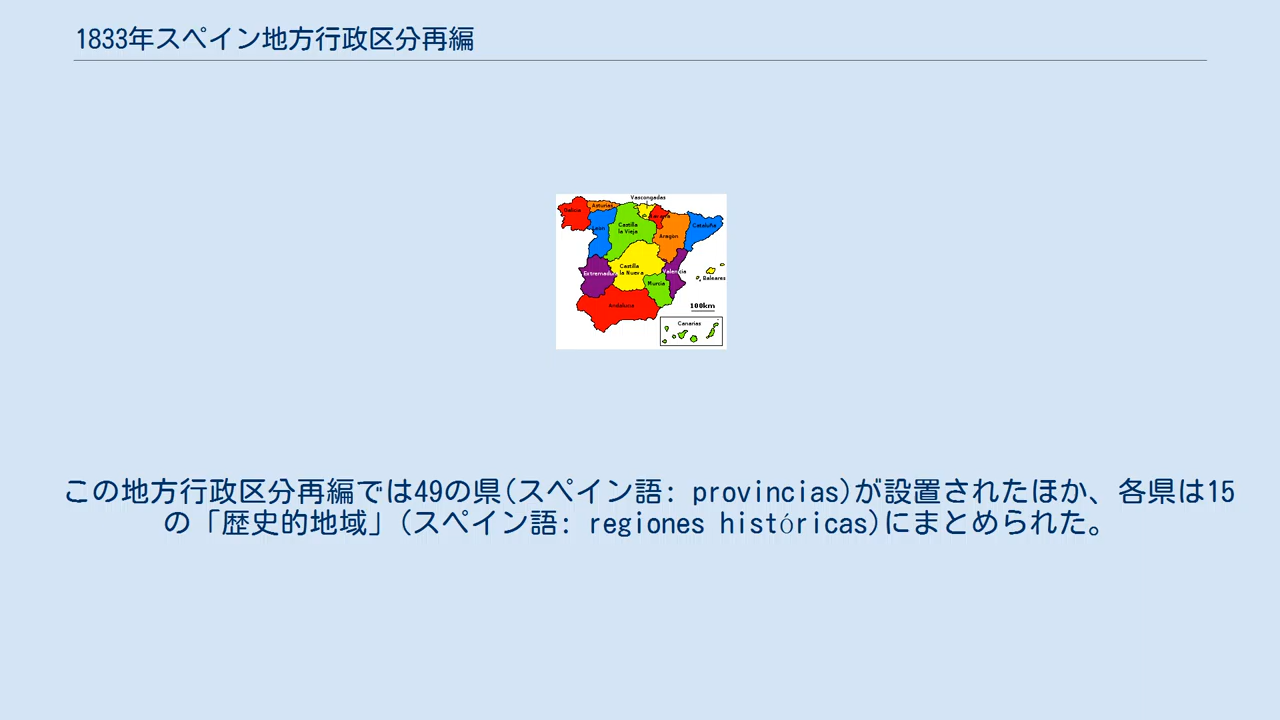 1833年スペイン地方行政区分再編
Vascongadas
Asturias
Galicia
Navarra
León
Castilla
la Vieja
Cataluña
Aragón
Castilla
la Nueva
Extremadura
Valencia
Baleares
Murcia
Andalucía
100km
Canarias
この地方行政区分再編では49の県(スペイン語: provincias)が設置されたほか、各県は15
の「歴史的地域」(スペイン語: regiones históricas)にまとめられた。